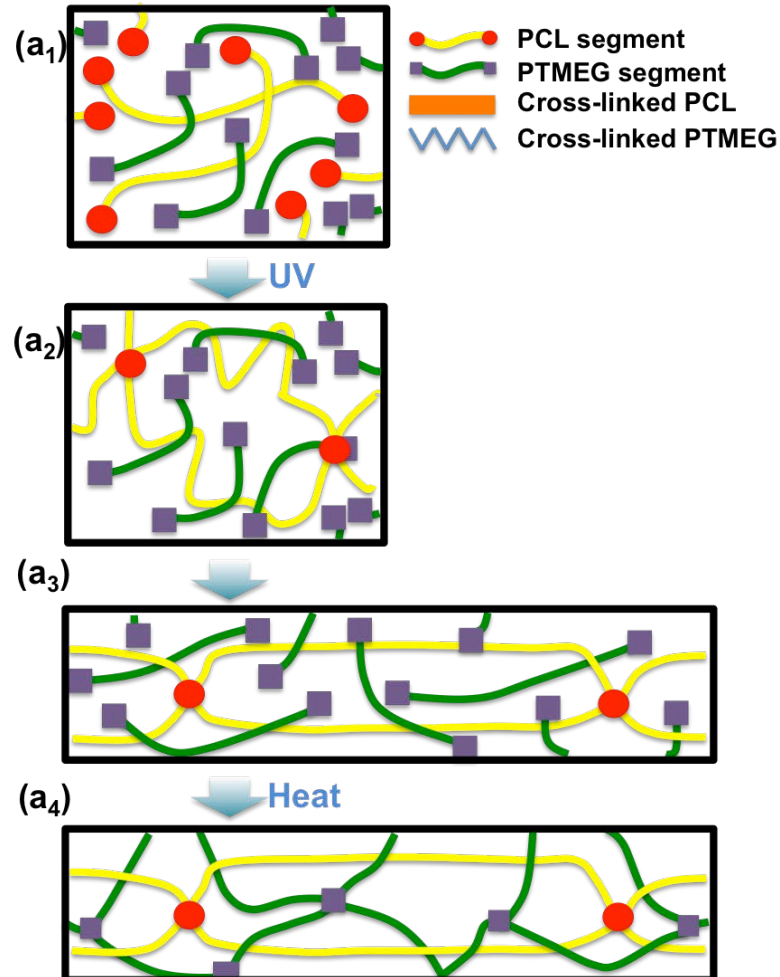 (a₁)
PCL segment
PTMEG segment
Cross-linked PCL
Cross-linked PTMEG
UV
(a₂)
(a₃)
(a₄)
Heat